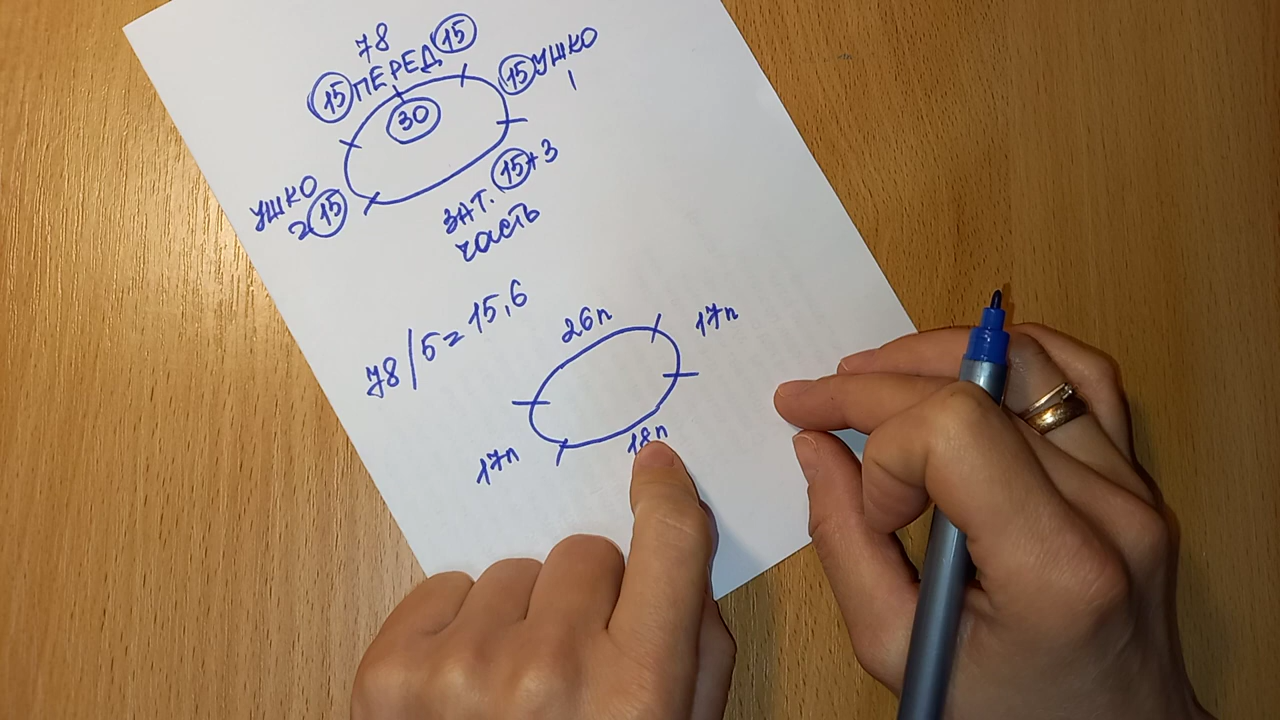 78
15 ПЕРЕД 15
30
15 УШКО
1
УШКО
2 15
ЗАТ. 15+3
часть
78/5=15,6
26п
17п
17п
18п